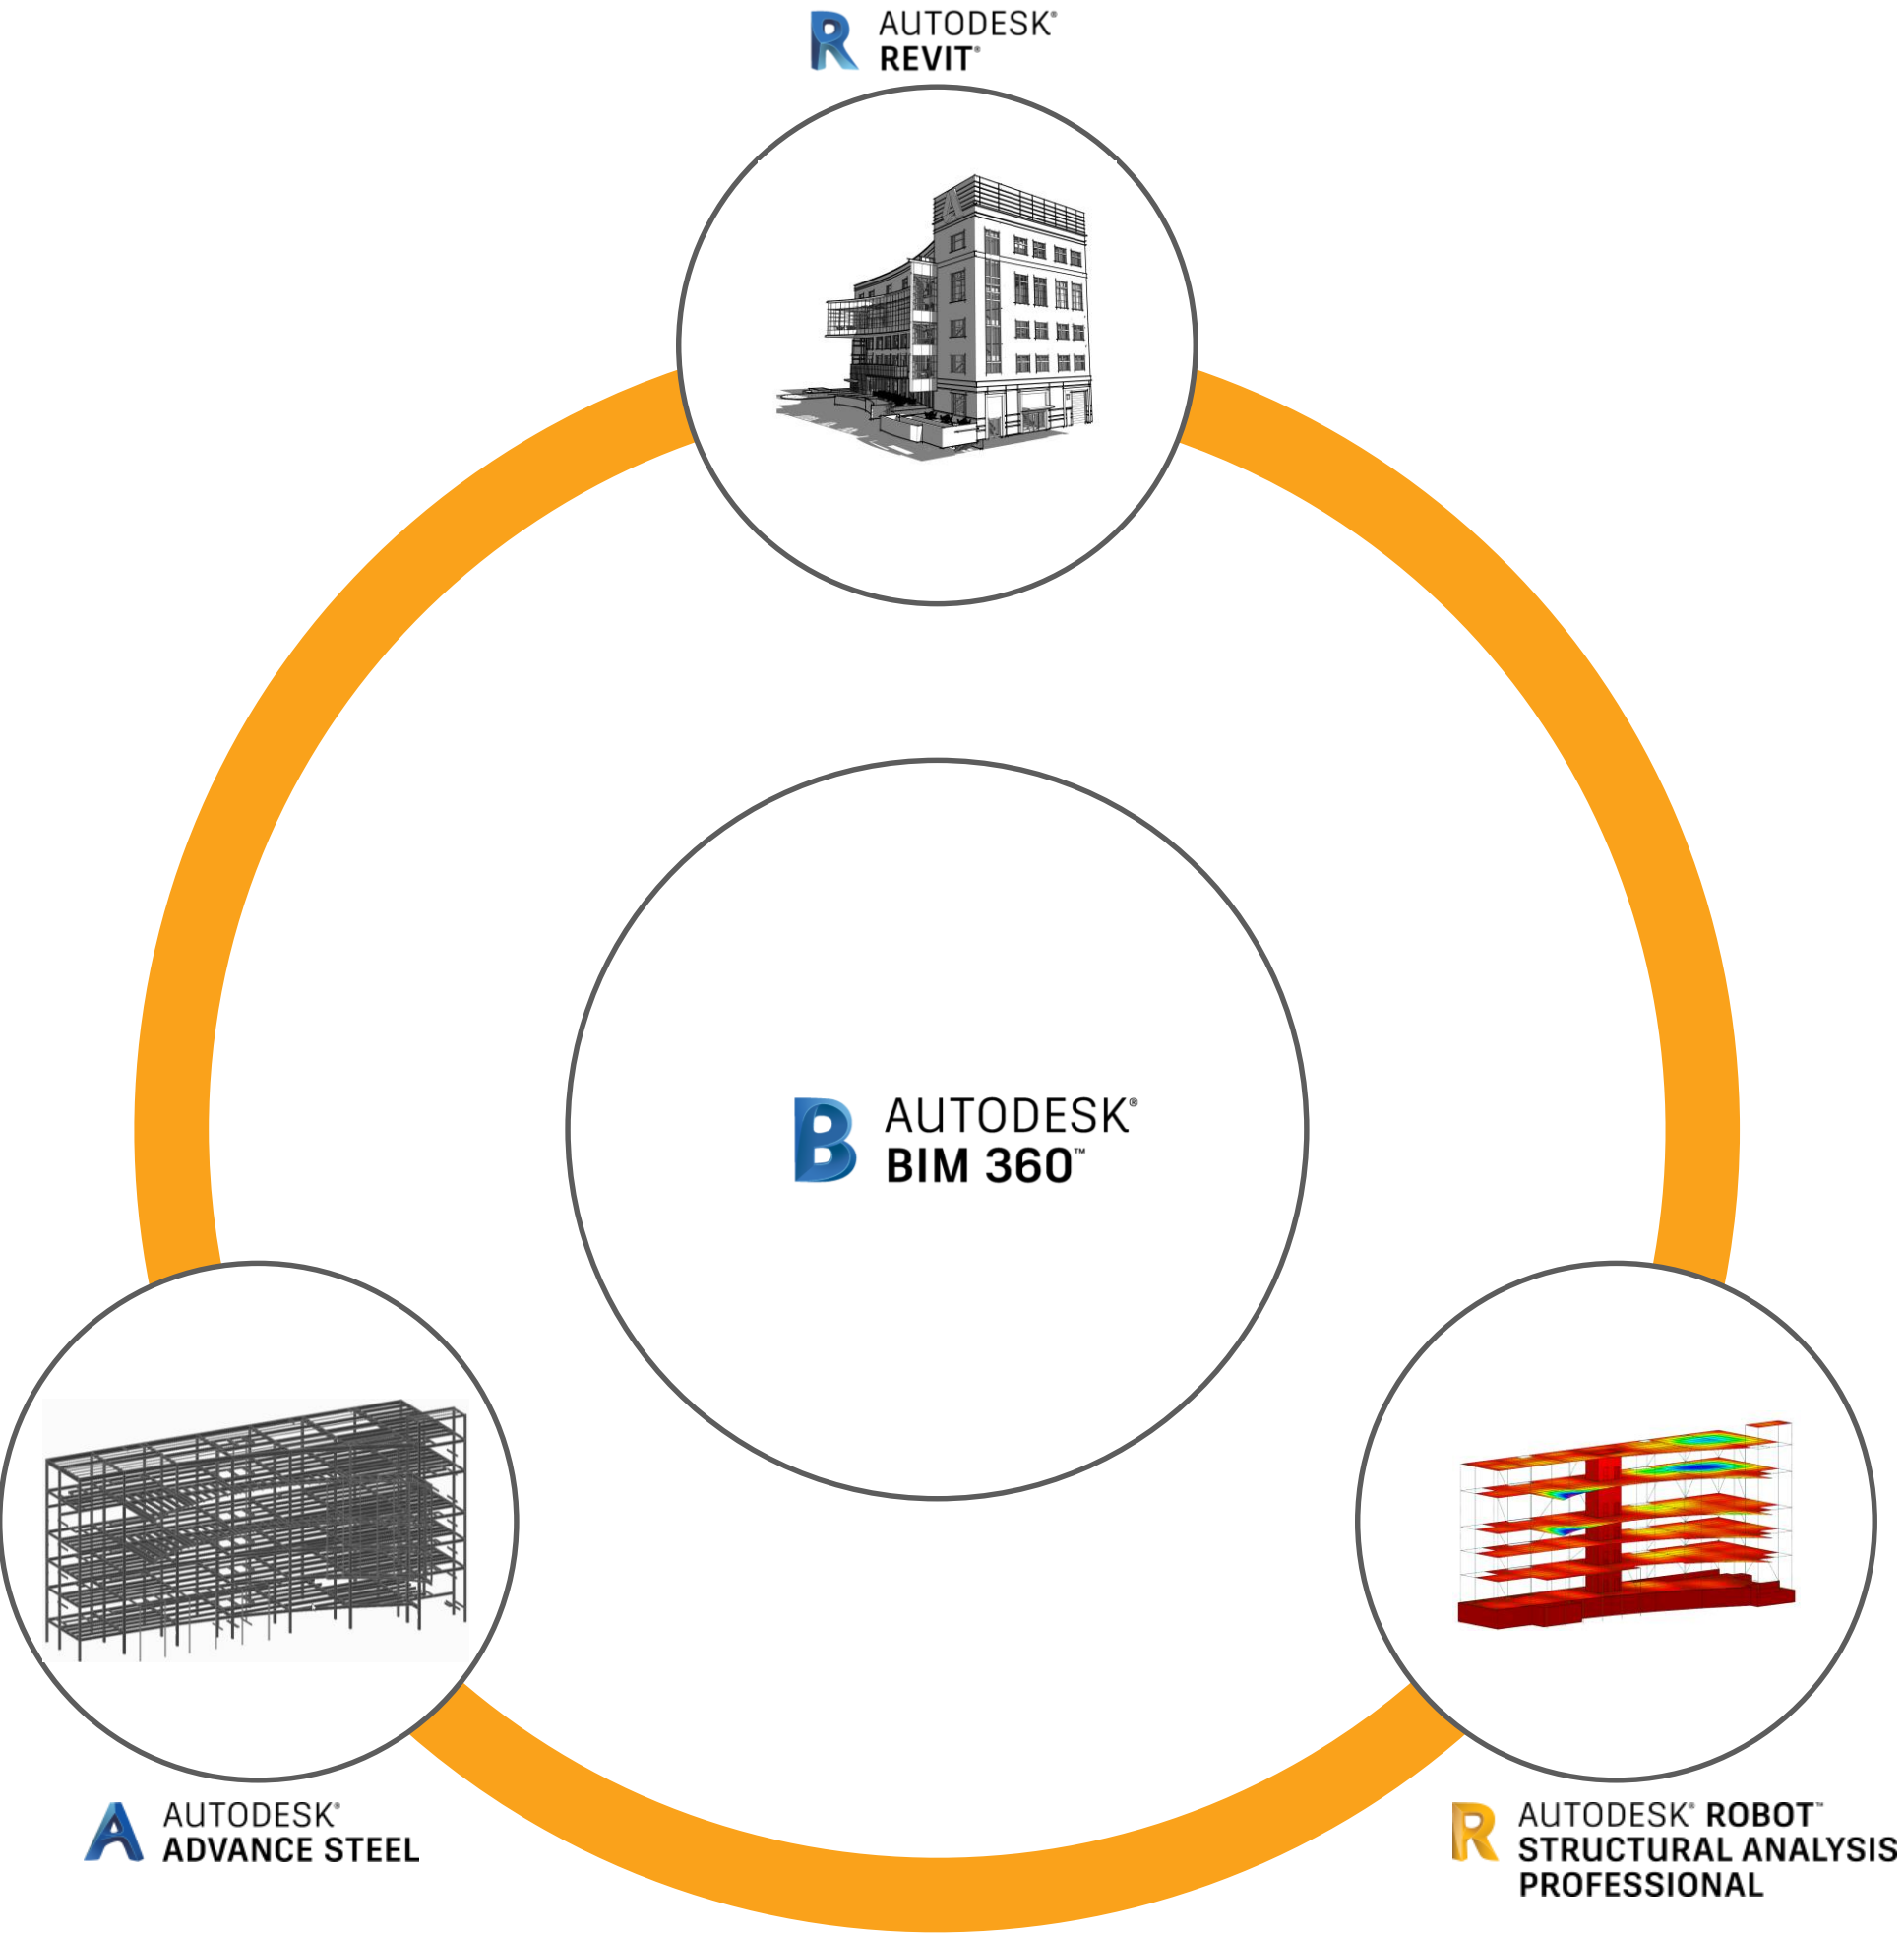 AUTODESK®
REVIT®
AUTODESK®
BIM 360™
AUTODESK®
ADVANCE STEEL
AUTODESK® ROBOT™
STRUCTURAL ANALYSIS
PROFESSIONAL